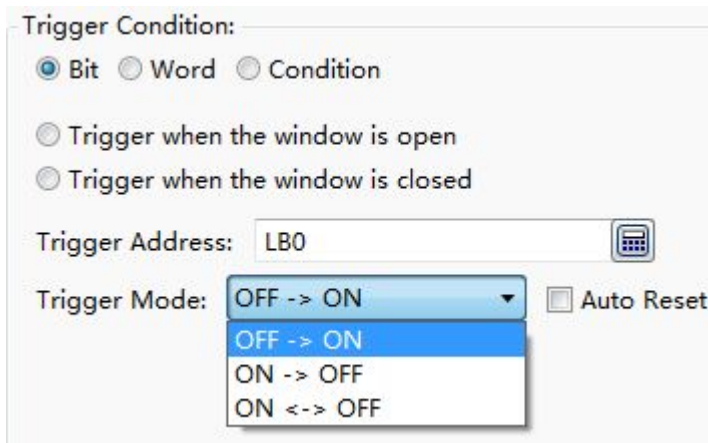 Trigger Condition:
Bit Word Condition
Trigger when the window is open
Trigger when the window is closed
Trigger Address: LB0
Trigger Mode: OFF -> ON Auto Reset
OFF -> ON
ON -> OFF
ON <-> OFF